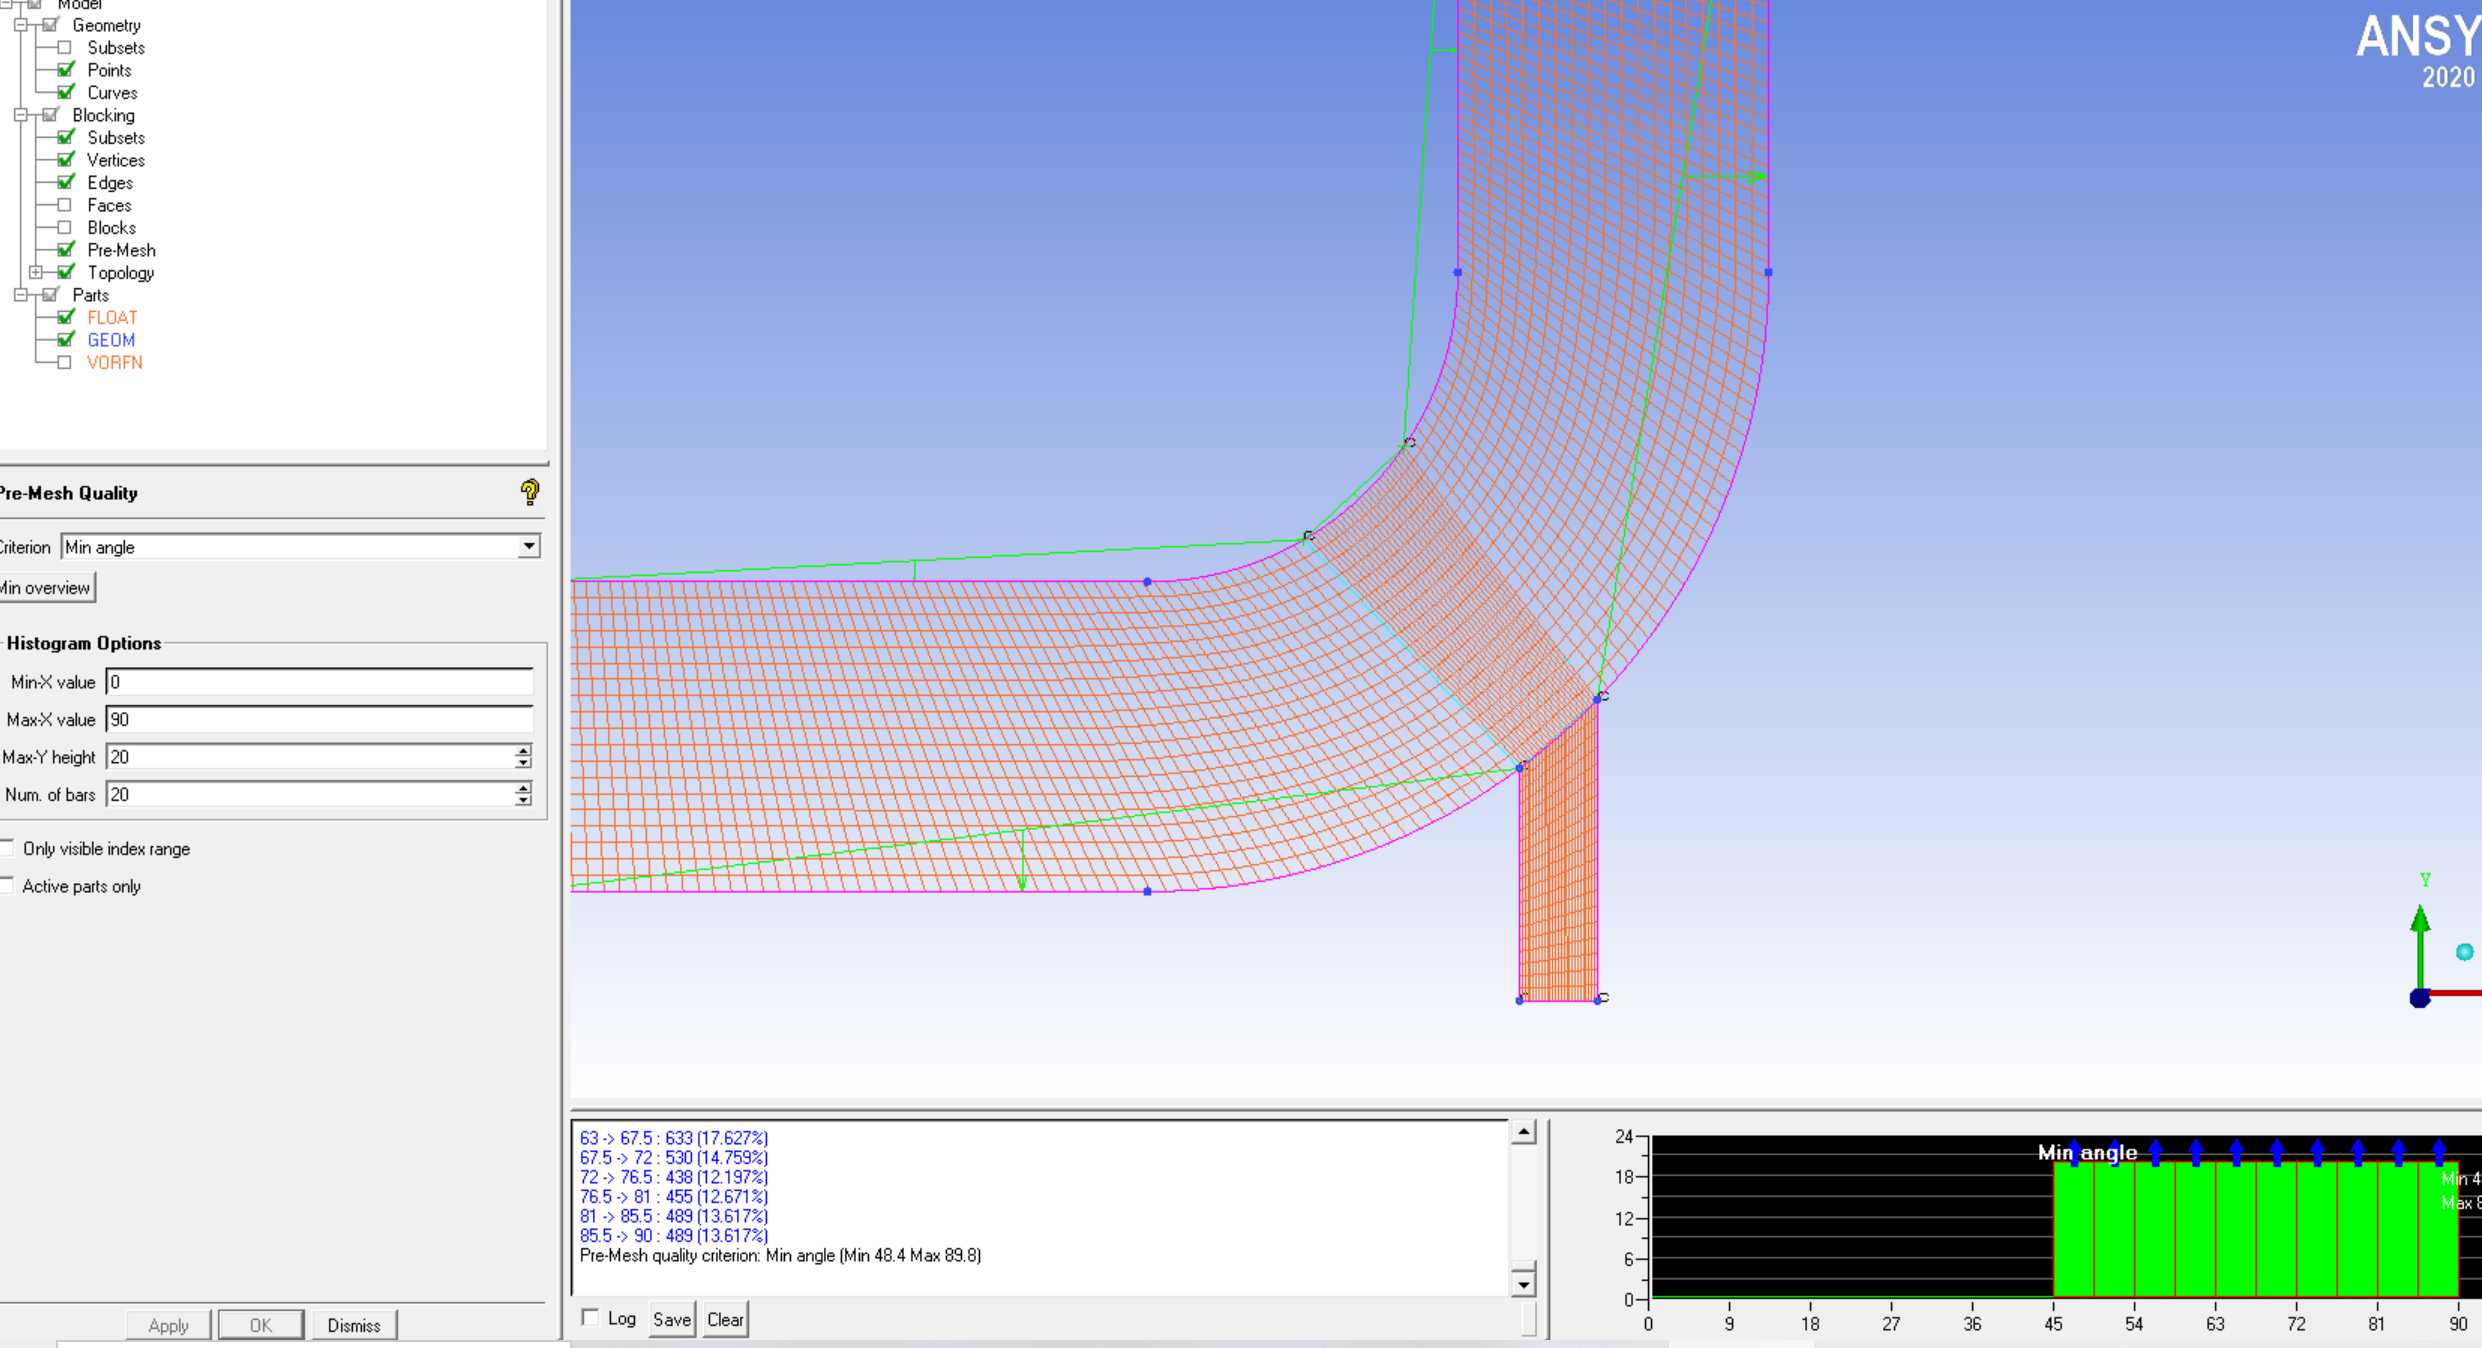 Model
Geometry
Subsets
Points
Curves
Blocking
Subsets
Vertices
Edges
Faces
Blocks
Pre-Mesh
Topology
Parts
FLOAT
GEOM
VORFN
Pre-Mesh Quality
Criterion Min angle
Min overview
Histogram Options
Min-X value 0
Max-X value 90
Max-Y height 20
Num. of bars 20
Only visible index range
Active parts only
Apply OK Dismiss
ANSY
2020
Y
63 -> 67.5 : 633 (17.627%)
67.5 -> 72 : 530 (14.759%)
72 -> 76.5 : 438 (12.197%)
76.5 -> 81 : 455 (12.671%)
81 -> 85.5 : 489 (13.617%)
85.5 -> 90 : 489 (13.617%)
Pre-Mesh quality criterion: Min angle (Min 48.4 Max 89.8)
Log Save Clear
Min angle
Min 4
Max 8
24
18
12
6
0
0 9 18 27 36 45 54 63 72 81 90